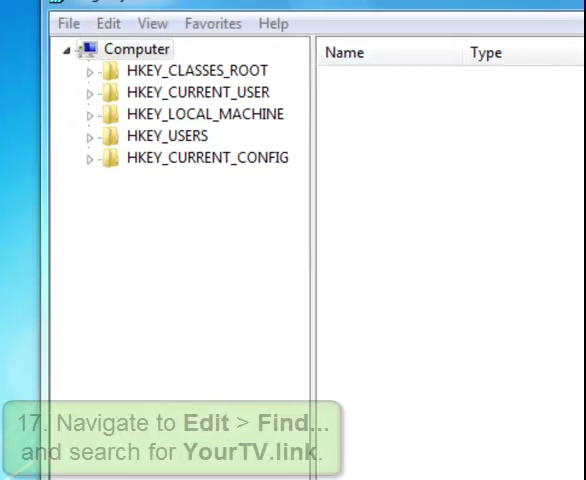 File Edit View Favorites Help
Computer
Name Type
HKEY_CLASSES_ROOT
HKEY_CURRENT_USER
HKEY_LOCAL_MACHINE
HKEY_USERS
HKEY_CURRENT_CONFIG
17. Navigate to Edit > Find...
and search for YourTV.link.